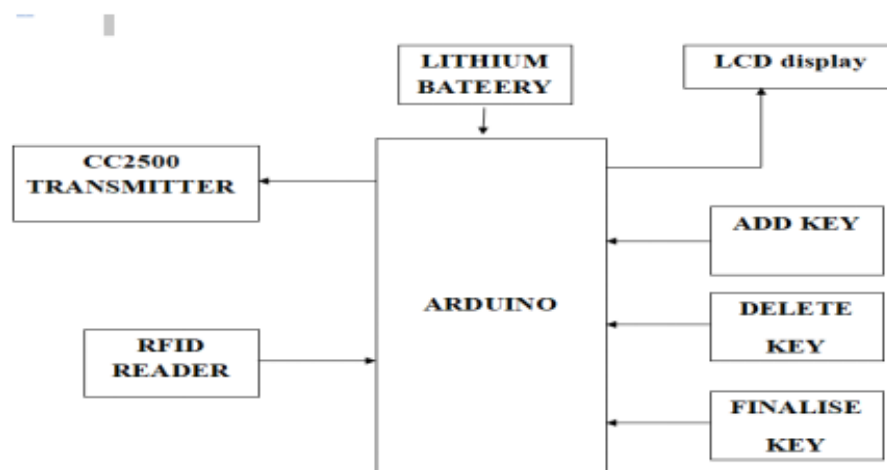 LITHIUM
BATEERY
LCD display
CC2500
TRANSMITTER
ADD KEY
ARDUINO
DELETE
KEY
RFID
READER
FINALISE
KEY